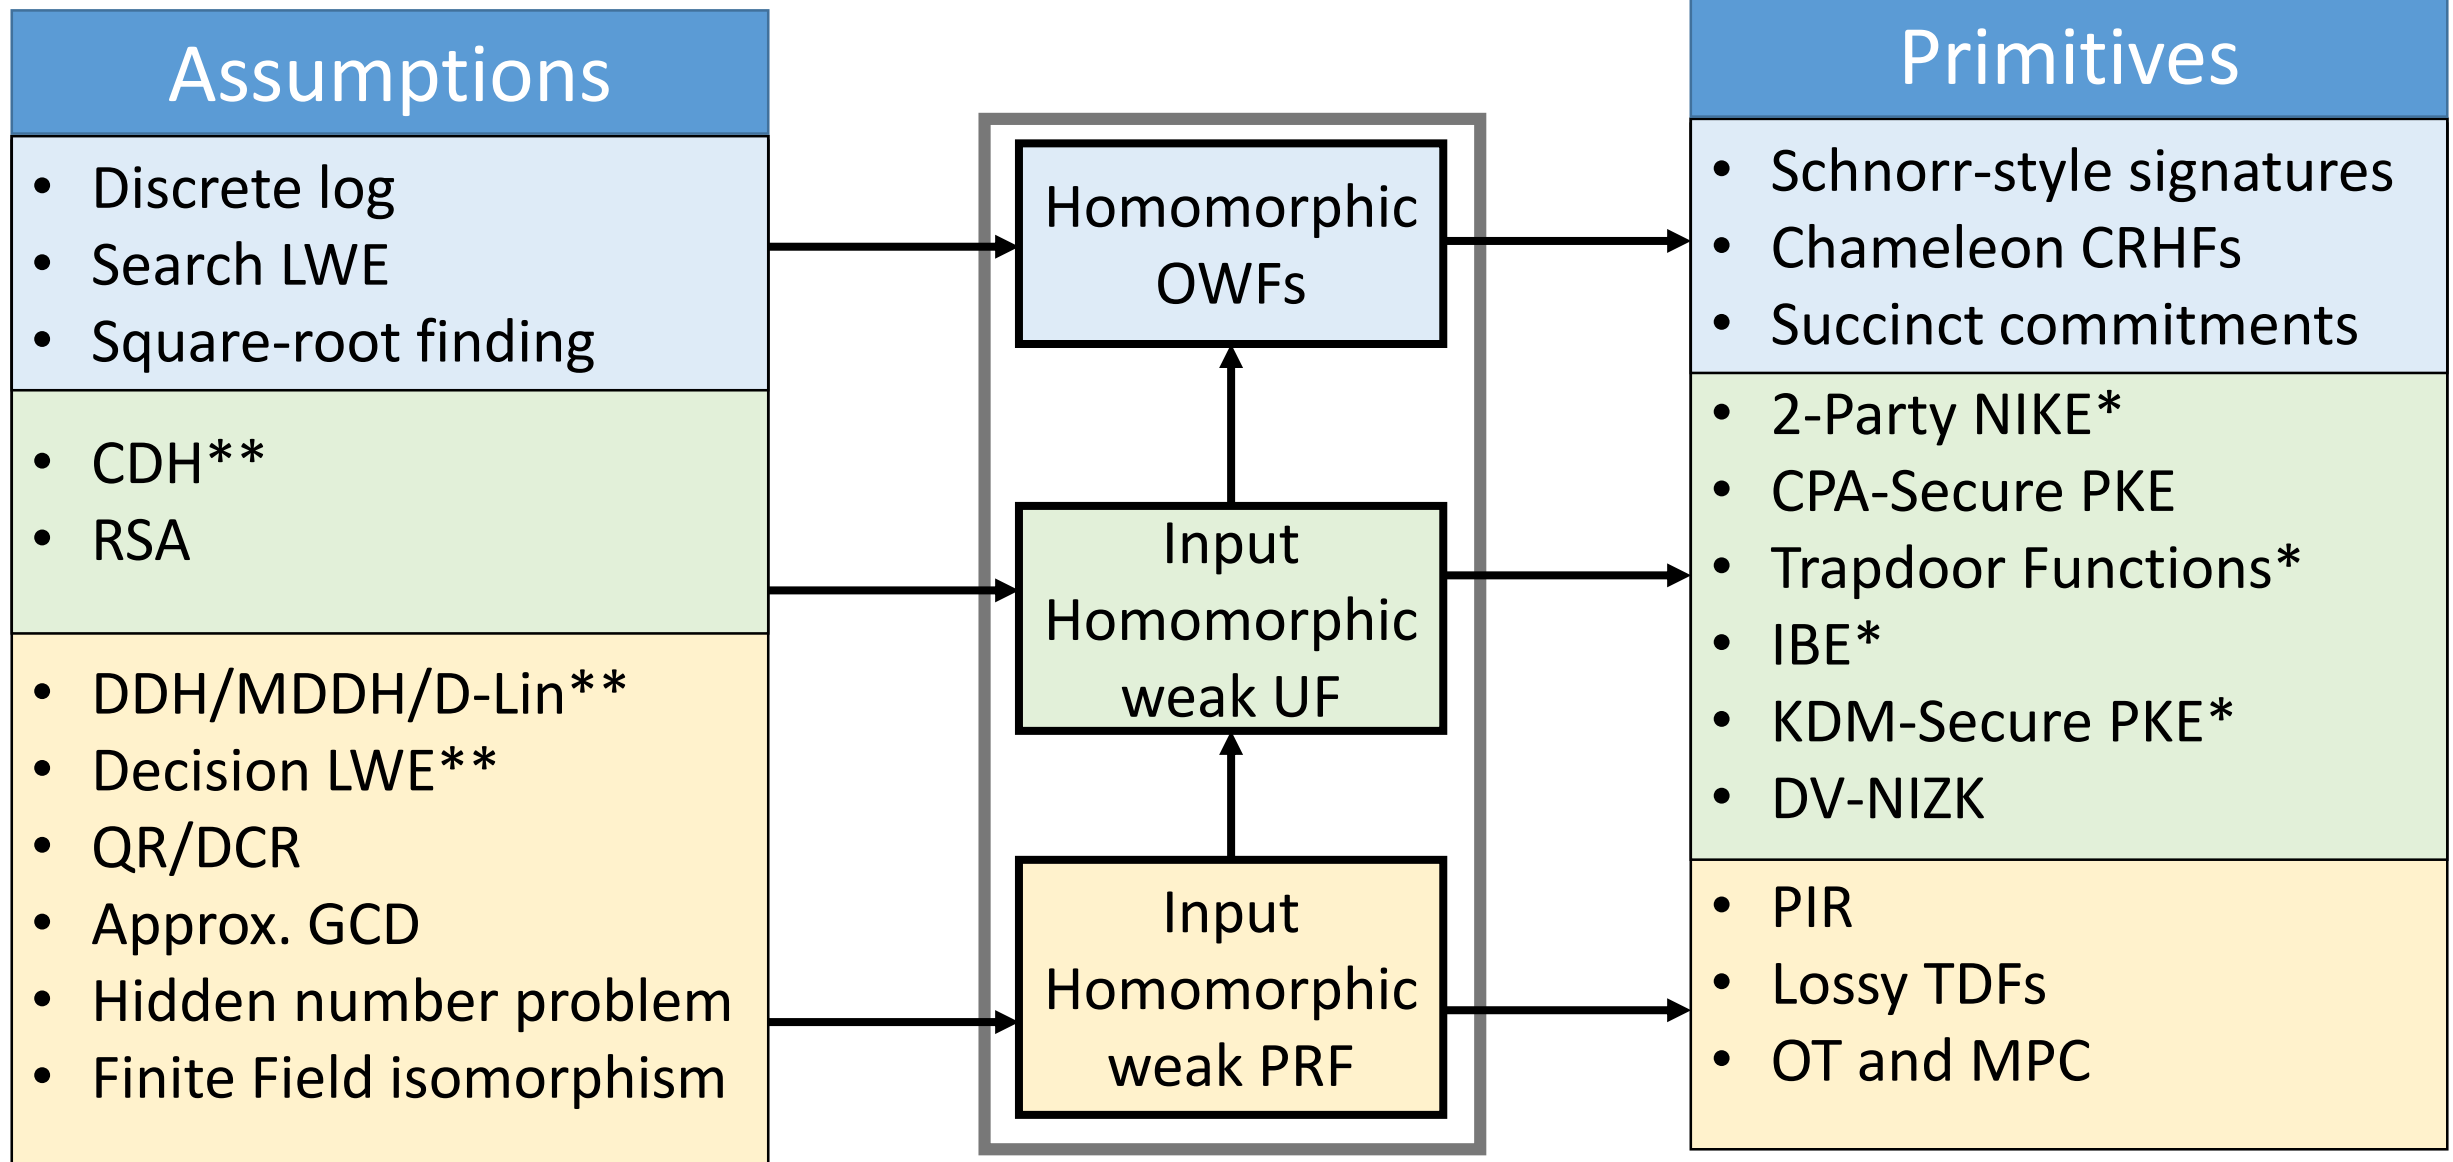 Assumptions
• Discrete log
• Search LWE
• Square-root finding
• CDH**
• RSA
• DDH/MDDH/D-Lin**
• Decision LWE**
• QR/DCR
• Approx. GCD
• Hidden number problem
• Finite Field isomorphism
Homomorphic
OWFs
Input
Homomorphic
weak UF
Input
Homomorphic
weak PRF
Primitives
• Schnorr-style signatures
• Chameleon CRHFs
• Succinct commitments
• 2-Party NIKE*
• CPA-Secure PKE
• Trapdoor Functions*
• IBE*
• KDM-Secure PKE*
• DV-NIZK
• PIR
• Lossy TDFs
• OT and MPC